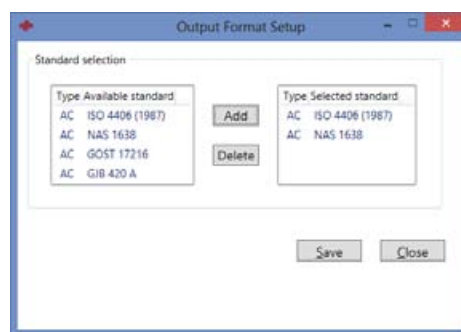 Output Format Setup
Standard selection
Type Available standard
AC ISO 4406 (1987)
AC NAS 1638
AC GOST 17216
AC GJB 420 A
Add
Delete
Type Selected standard
AC ISO 4406 (1987)
AC NAS 1638
Save
Close